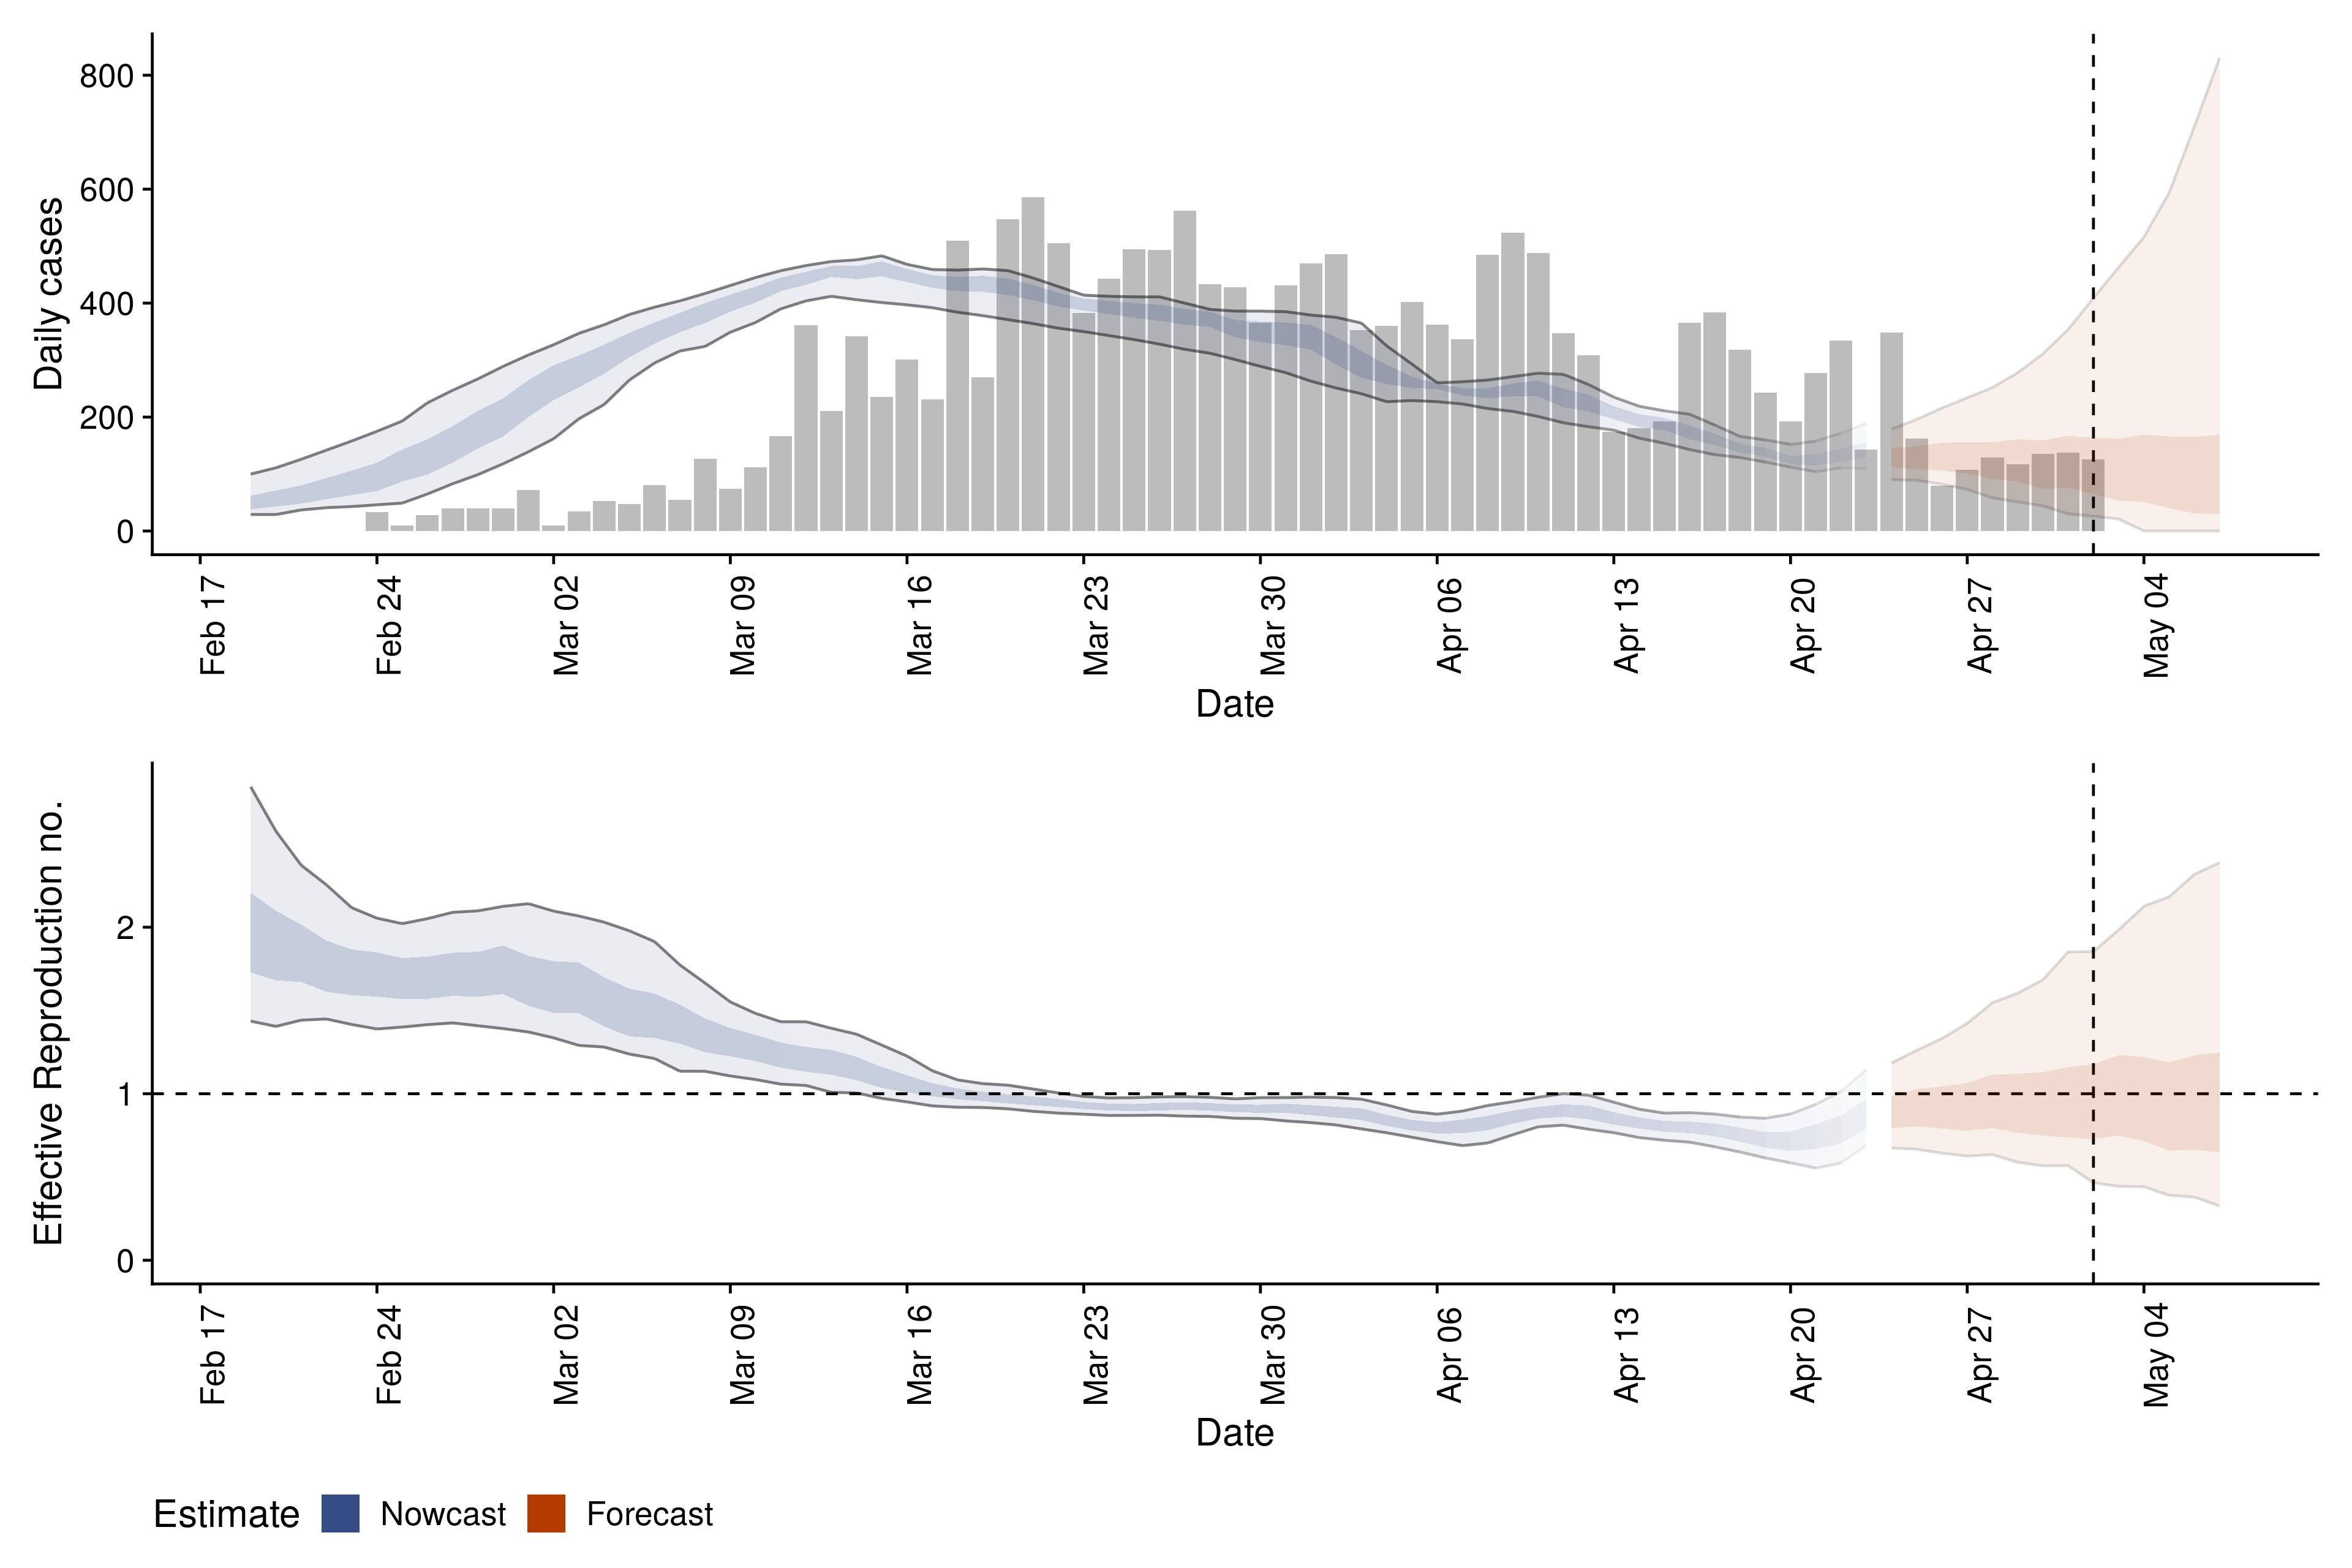 Daily cases
800
600
400
200
0
Feb 17
Feb 24
Mar 02
Mar 09
Mar 16
Mar 23
Mar 30
Apr 06
Apr 13
Apr 20
Apr 27
May 04
Date
Effective Reproduction no.
2
1
0
Feb 17
Feb 24
Mar 02
Mar 09
Mar 16
Mar 23
Mar 30
Apr 06
Apr 13
Apr 20
Apr 27
May 04
Date
Estimate Nowcast Forecast